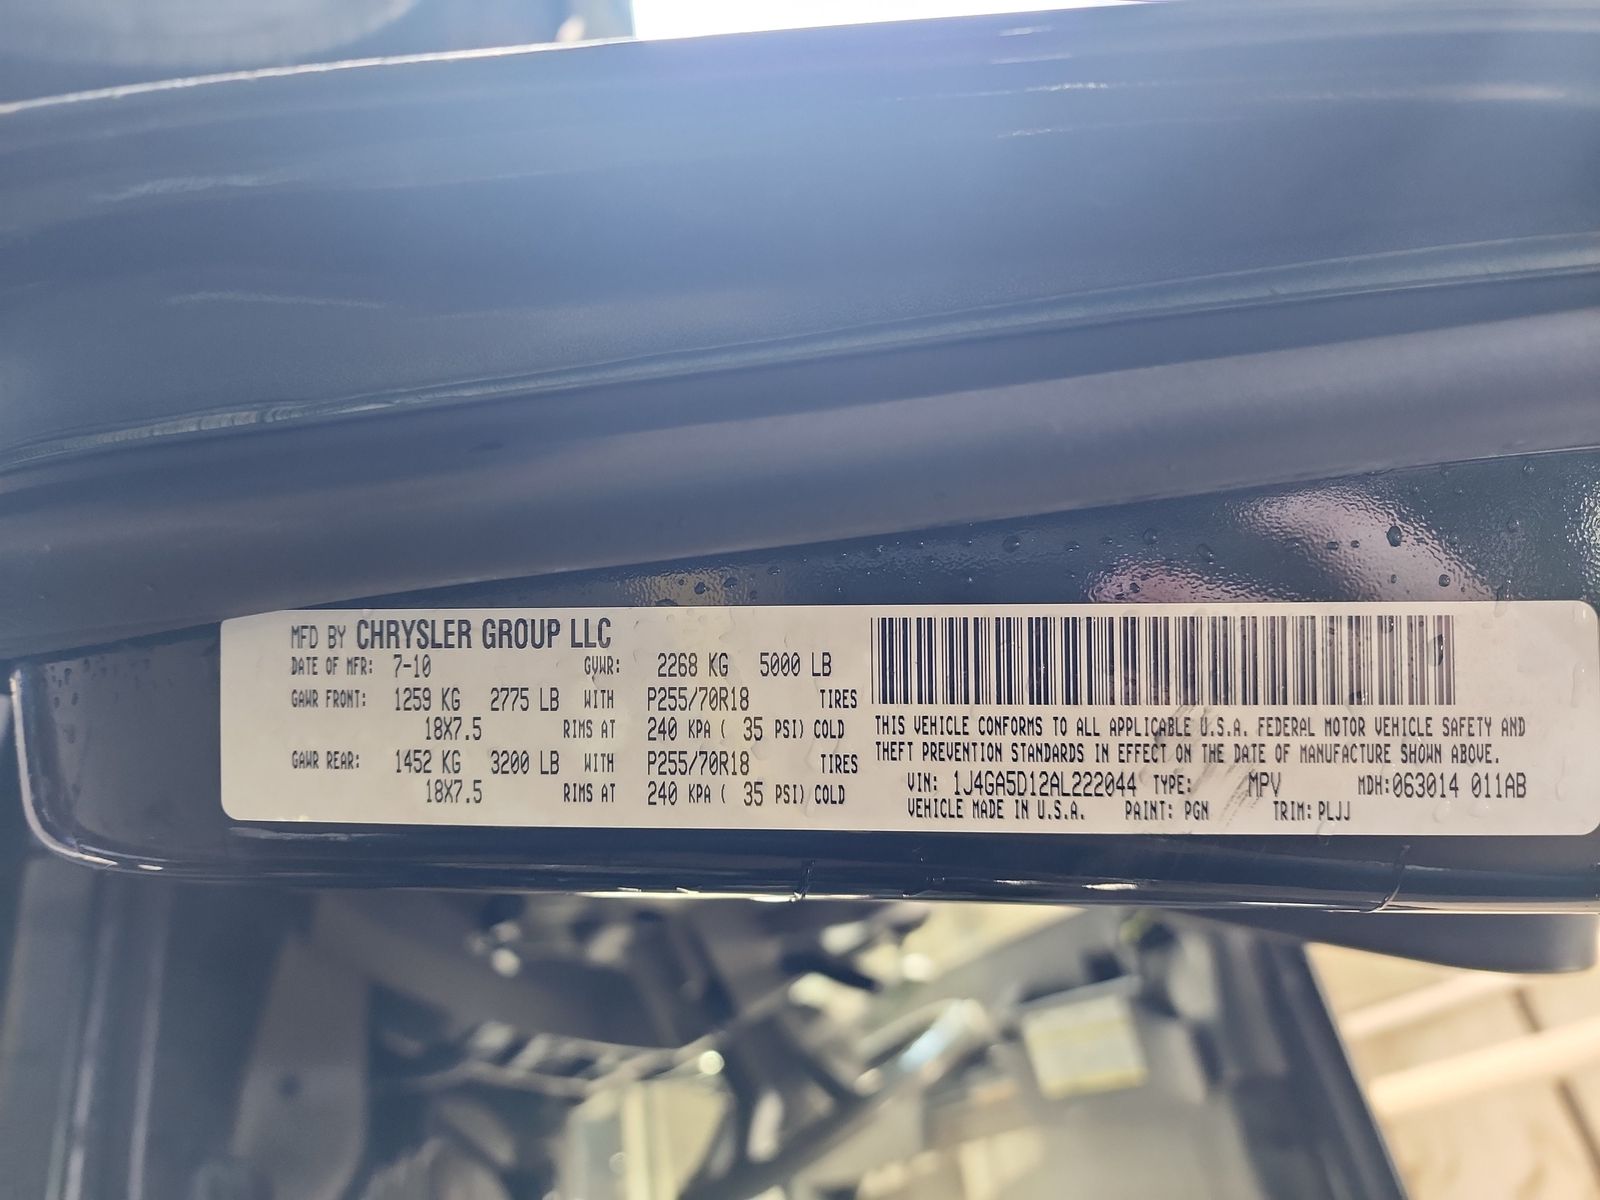 MFD BY CHRYSLER GROUP LLC
DATE OF MFR: 7-10 GVWR: 2268 KG 5000 LB
GAWR FRONT: 1259 KG 2775 LB WITH P255/70R18 TIRES
18X7.5 RIMS AT 240 KPA ( 35 PSI) COLD
GAWR REAR: 1452 KG 3200 LB WITH P255/70R18 TIRES
18X7.5 RIMS AT 240 KPA ( 35 PSI) COLD
THIS VEHICLE CONFORMS TO ALL APPLICABLE U.S.A. FEDERAL MOTOR VEHICLE SAFETY AND
THEFT PREVENTION STANDARDS IN EFFECT ON THE DATE OF MANUFACTURE SHOWN ABOVE.
VIN: 1J4GA5D12AL222044 TYPE: MPV MDH:063014 011AB
VEHICLE MADE IN U.S.A. PAINT: PGN TRIM: PLJJ